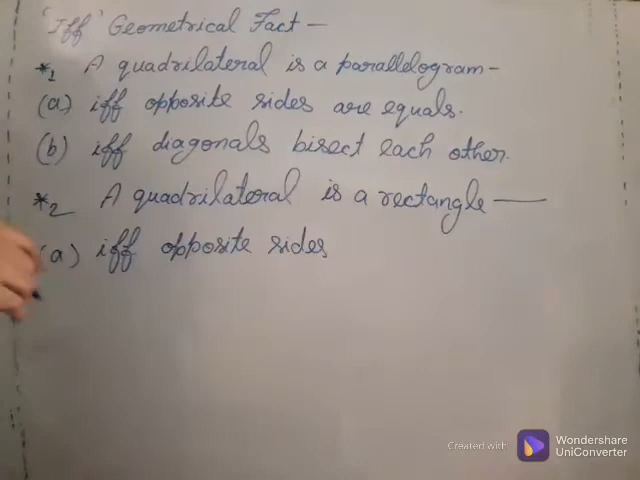 'Iff' Geometrical Fact —
*1 A quadrilateral is a parallelogram -
(a) iff opposite sides are equals.
(b) iff diagonals bisect each other.
*2 A quadrilateral is a rectangle —
(a) iff opposite sides
Created with Wondershare UniConverter